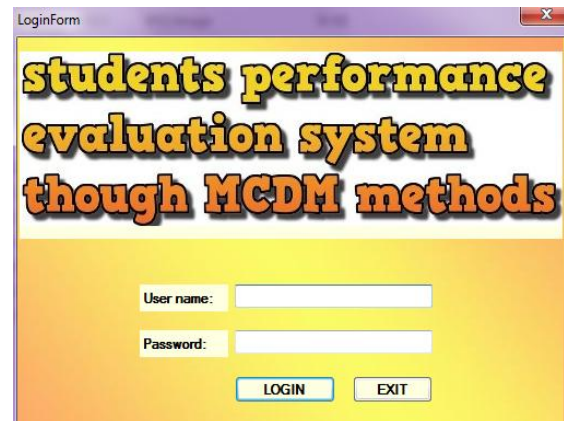 LoginForm
students performance
evaluation system
though MCDM methods
User name:
Password:
LOGIN EXIT